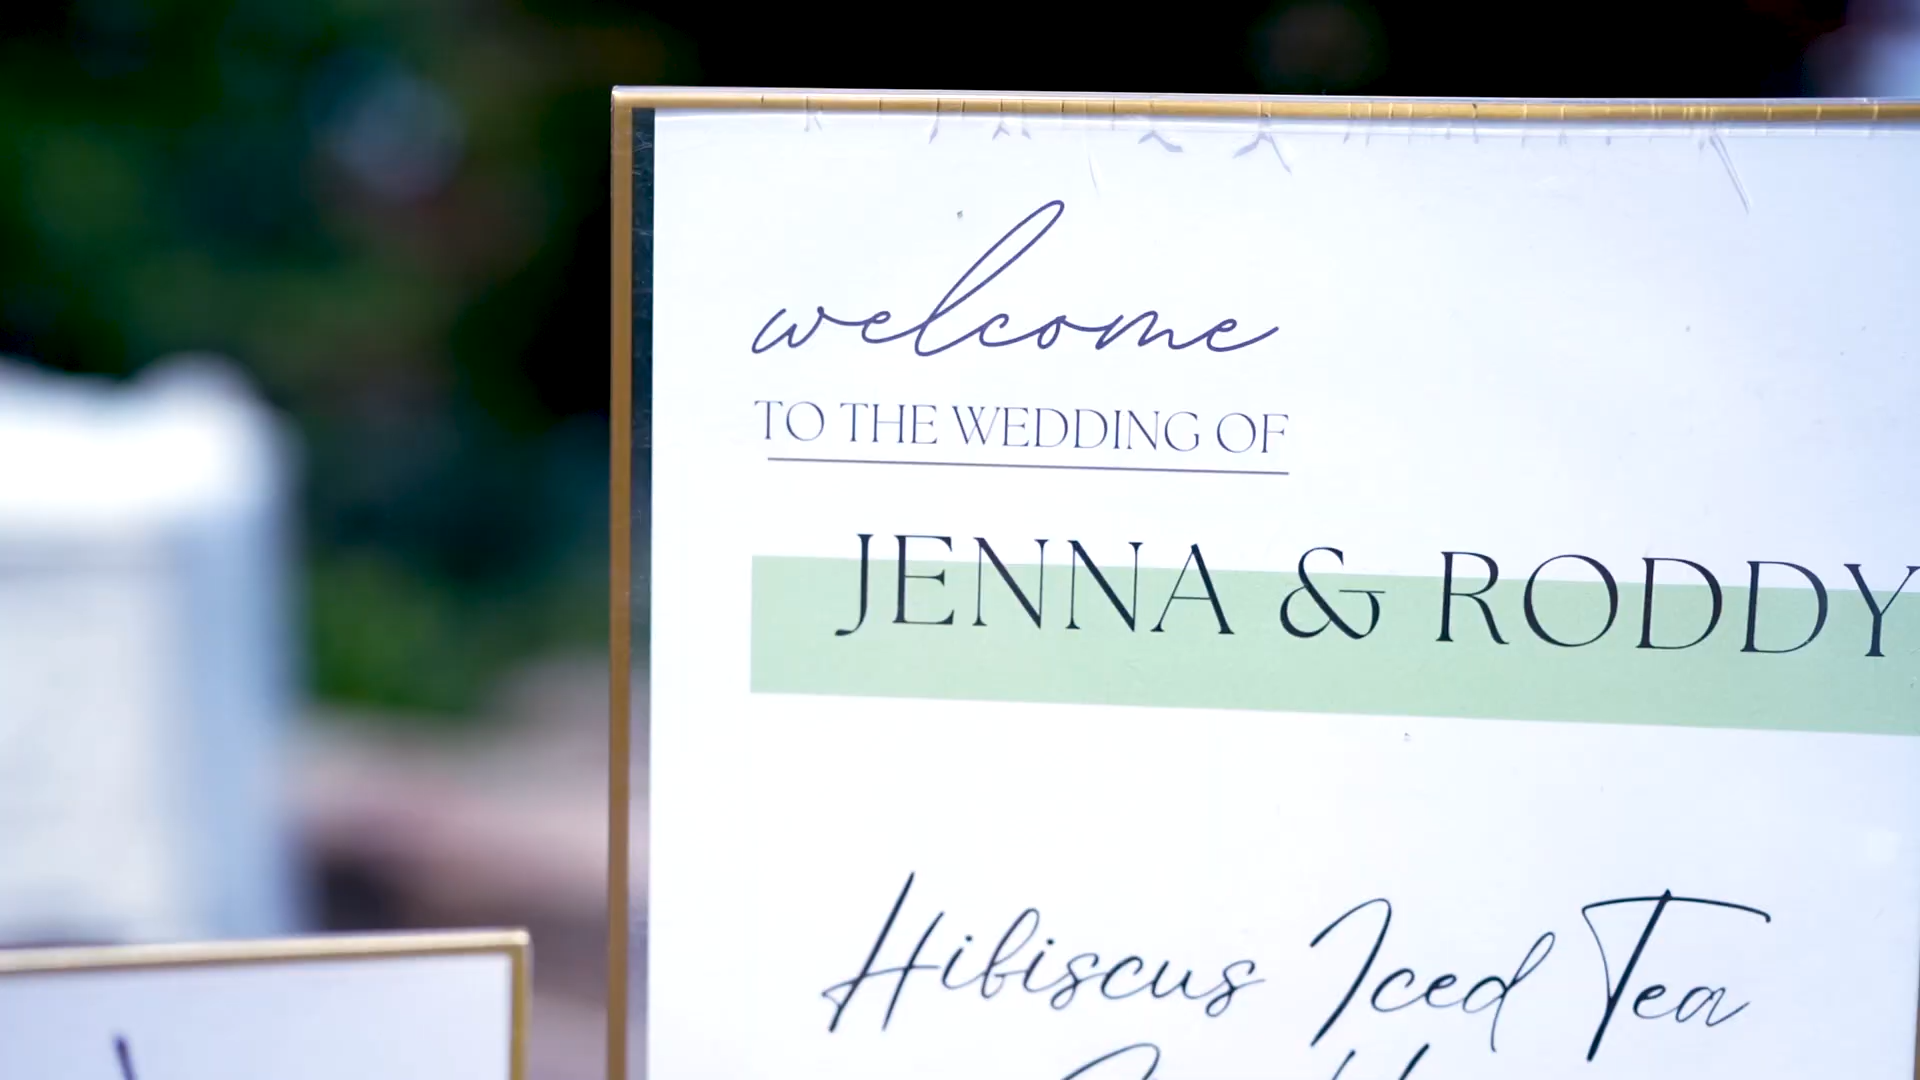 welcome
TO THE WEDDING OF
JENNA & RODDY
Hibiscus Iced Tea